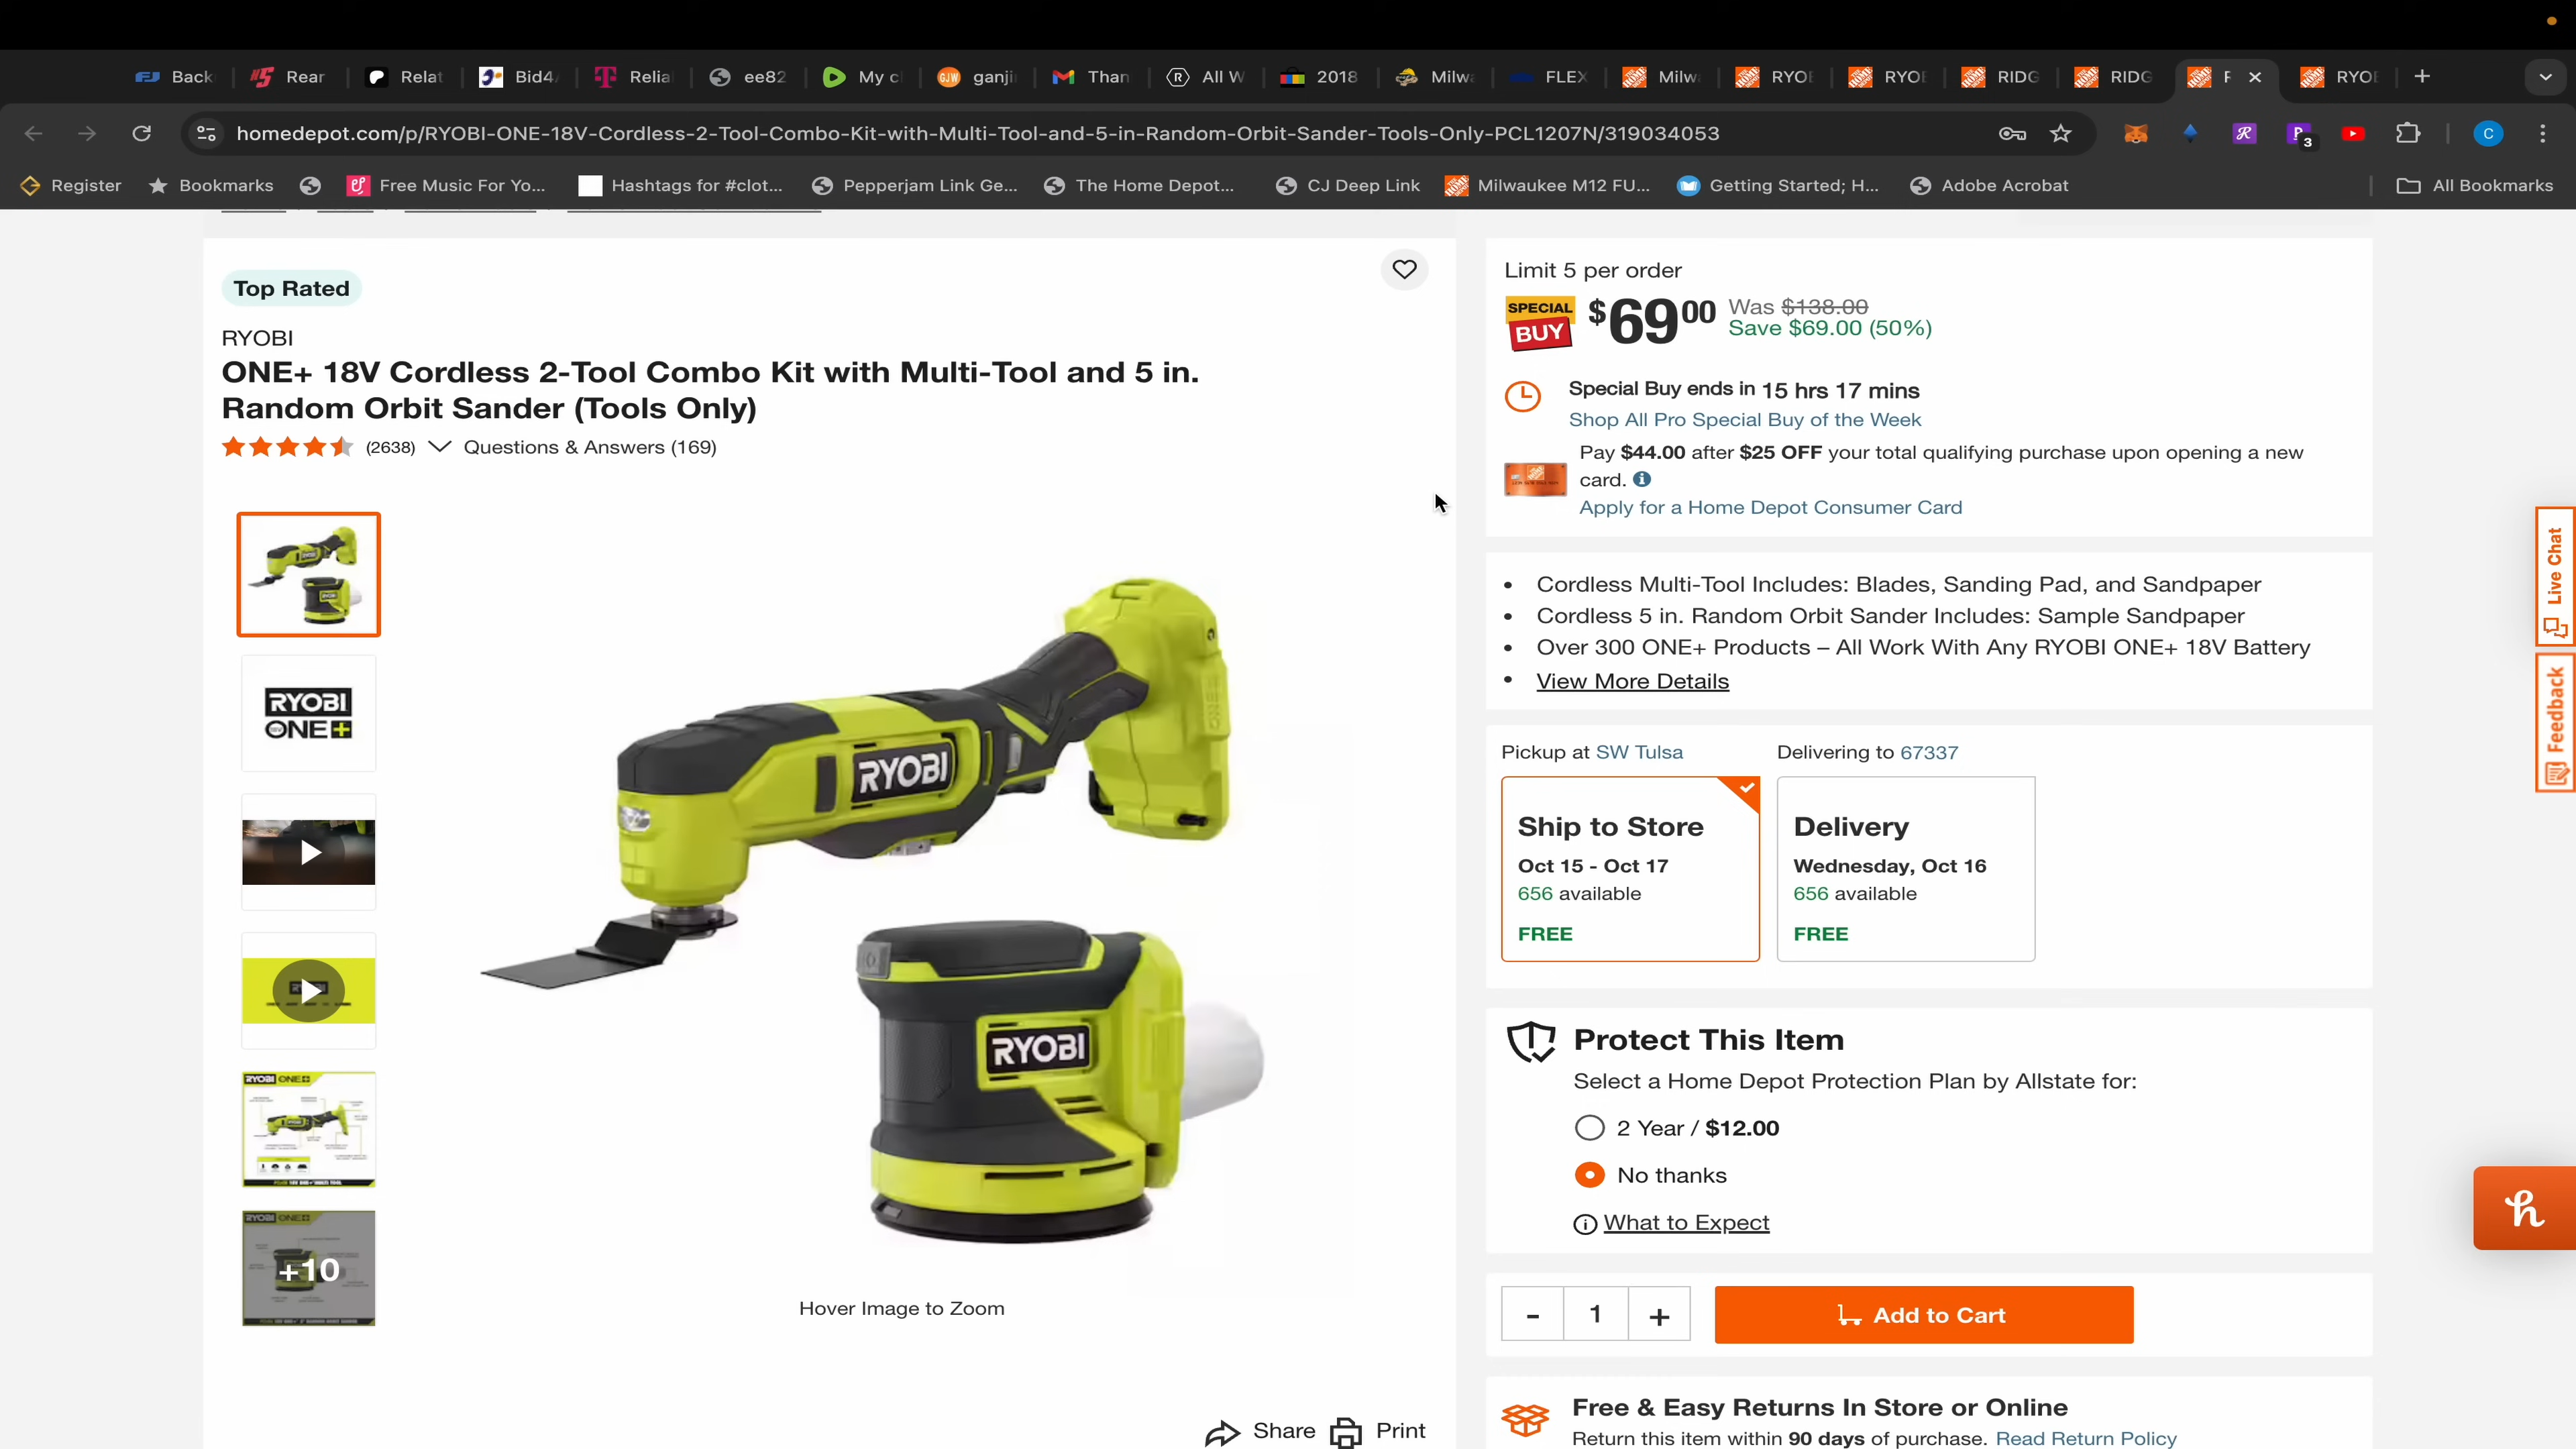 Back
Rear
Relat
Bid4
Relia
ee82
My c
ganji
Than
All W
2018
Milwa
FLEX
Milw
RYOE
RYOE
RIDG
RIDG
RYO
homedepot.com/p/RYOBI-ONE-18V-Cordless-2-Tool-Combo-Kit-with-Multi-Tool-and-5-in-Random-Orbit-Sander-Tools-Only-PCL1207N/319034053
3
C
Register
Bookmarks
Free Music For Yo...
Hashtags for #clot...
Pepperjam Link Ge...
The Home Depot...
CJ Deep Link
Milwaukee M12 FU...
Getting Started; H...
Adobe Acrobat
All Bookmarks
Top Rated
RYOBI
ONE+ 18V Cordless 2-Tool Combo Kit with Multi-Tool and 5 in.
Random Orbit Sander (Tools Only)
(2638)
Questions & Answers (169)
RYOBI
ONE+
RYOBI
RYOBI
RYOBI ONE+
+10
Hover Image to Zoom
Share
Print
Limit 5 per order
SPECIAL
BUY
$69.00
Was $138.00
Save $69.00 (50%)
Special Buy ends in 15 hrs 17 mins
Shop All Pro Special Buy of the Week
Pay $44.00 after $25 OFF your total qualifying purchase upon opening a new
card.
Apply for a Home Depot Consumer Card
• Cordless Multi-Tool Includes: Blades, Sanding Pad, and Sandpaper
• Cordless 5 in. Random Orbit Sander Includes: Sample Sandpaper
• Over 300 ONE+ Products – All Work With Any RYOBI ONE+ 18V Battery
• View More Details
Pickup at SW Tulsa
Delivering to 67337
Ship to Store
Oct 15 - Oct 17
656 available
FREE
Delivery
Wednesday, Oct 16
656 available
FREE
Protect This Item
Select a Home Depot Protection Plan by Allstate for:
2 Year / $12.00
No thanks
What to Expect
- 1 +
Add to Cart
Free & Easy Returns In Store or Online
Return this item within 90 days of purchase. Read Return Policy
Live Chat
Feedback